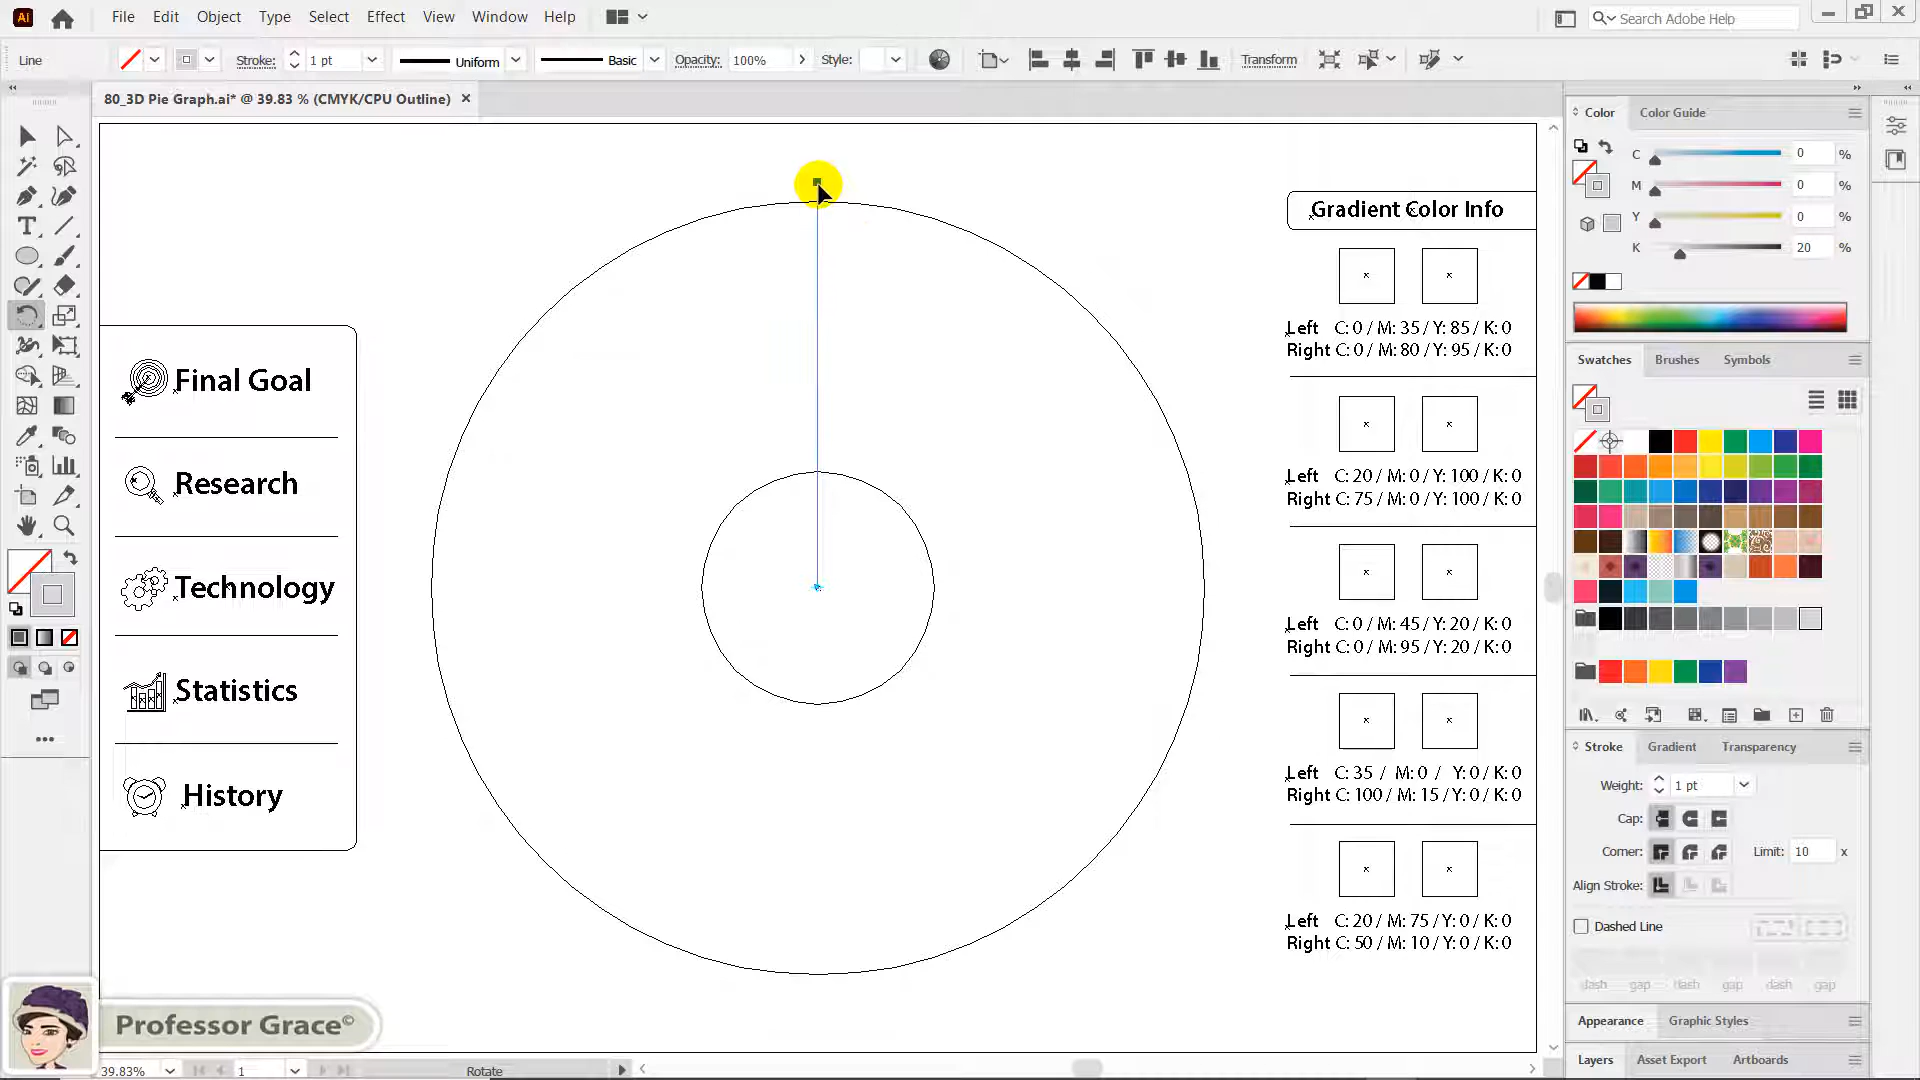 Ai
File Edit Object Type Select Effect View Window Help
Search Adobe Help
Line
Stroke: 1 pt
Uniform
Basic
Opacity: 100%
Style:
Transform
80_3D Pie Graph.ai* @ 39.83 % (CMYK/CPU Outline)
Final Goal
Research
Technology
Statistics
History
Gradient Color Info
Left C: 0 / M: 35 / Y: 85 / K: 0
Right C: 0 / M: 80 / Y: 95 / K: 0
Left C: 20 / M: 0 / Y: 100 / K: 0
Right C: 75 / M: 0 / Y: 100 / K: 0
Left C: 0 / M: 45 / Y: 20 / K: 0
Right C: 0 / M: 95 / Y: 20 / K: 0
Left C: 35 / M: 0 / Y: 0 / K: 0
Right C: 100 / M: 15 / Y: 0 / K: 0
Left C: 20 / M: 75 / Y: 0 / K: 0
Right C: 50 / M: 10 / Y: 0 / K: 0
Color Color Guide
C 0 %
M 0 %
Y 0 %
K 20 %
Swatches Brushes Symbols
Stroke Gradient Transparency
Weight: 1 pt
Cap:
Corner: Limit: 10 x
Align Stroke:
Dashed Line
dash gap dash gap dash gap
Appearance Graphic Styles
Layers Asset Export Artboards
Professor Grace©
39.83% 1 Rotate